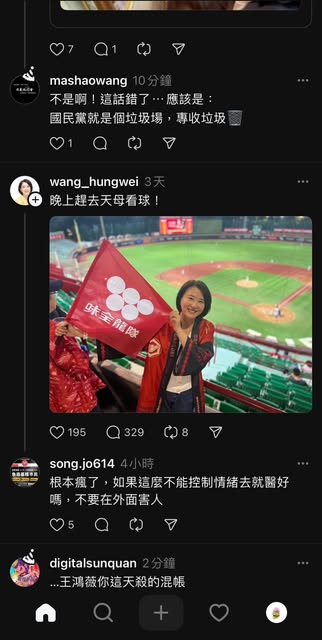 7 1
mashaowang 10分鐘
不是啊！這話錯了⋯應該是：
國民黨就是個垃圾場，專收垃圾🗑️
1
wang_hungwei 3天
晚上趕去天母看球！
味全龍隊
195 329 8
song.jo614 4小時
根本瘋了，如果這麼不能控制情緒去就醫好
嗎，不要在外面害人
5
digitalsunquan 2分鐘
...王鴻薇你這天殺的混帳